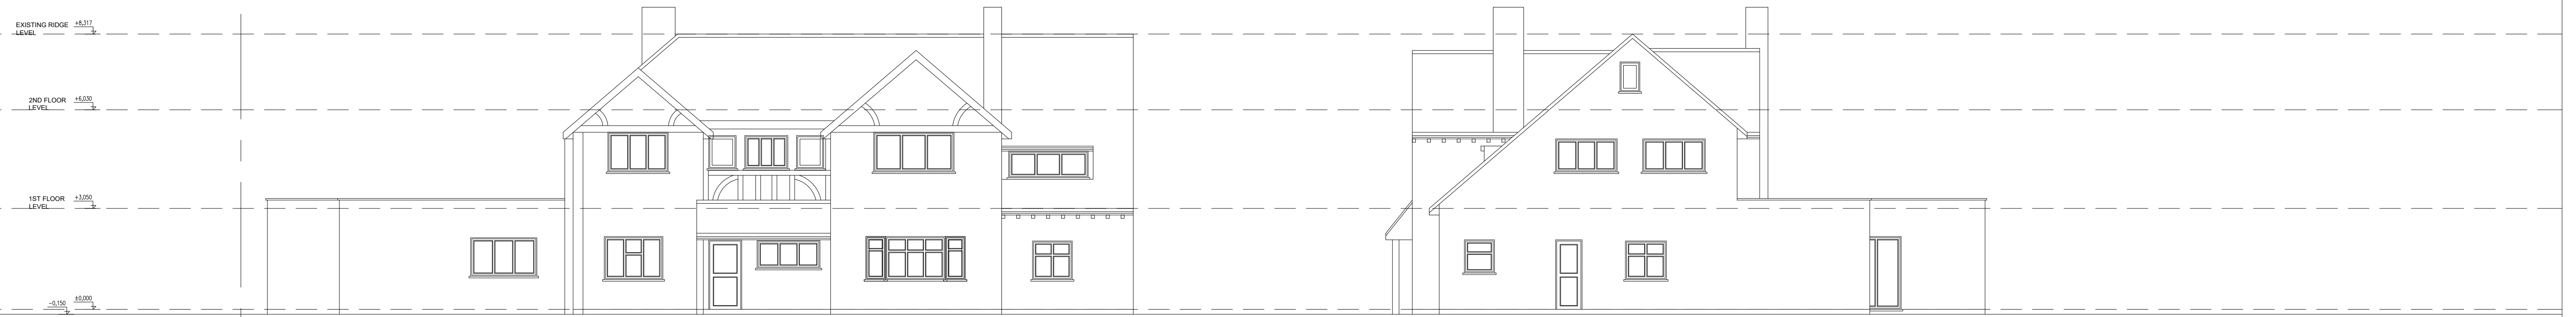 EXISTING RIDGE LEVEL +8,317
2ND FLOOR LEVEL +6,030
1ST FLOOR LEVEL +3,050
±0,000
-0,150